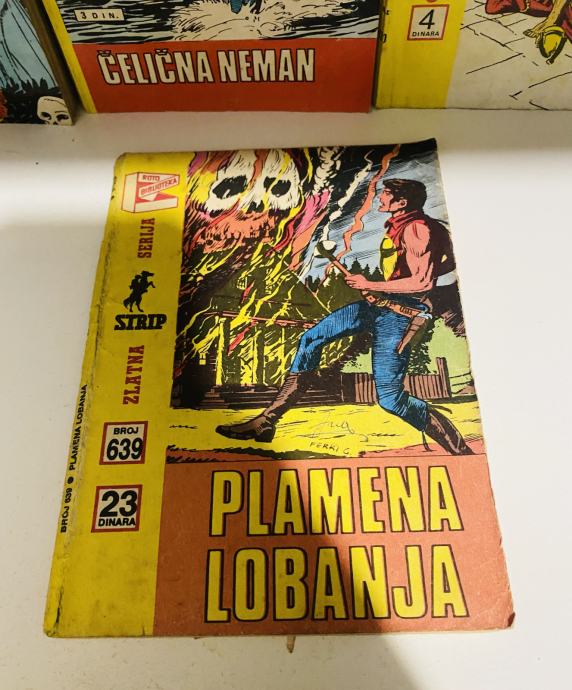 3 DIN.
ČELIČNA NEMAN
4
DINARA
ROTO
BIBLIOTEKA
ZLATNA SERIJA
STRIP
BROJ
639
23
DINARA
BROJ 639 ● PLAMENA LOBANJA
FERRI G.
PLAMENA
LOBANJA